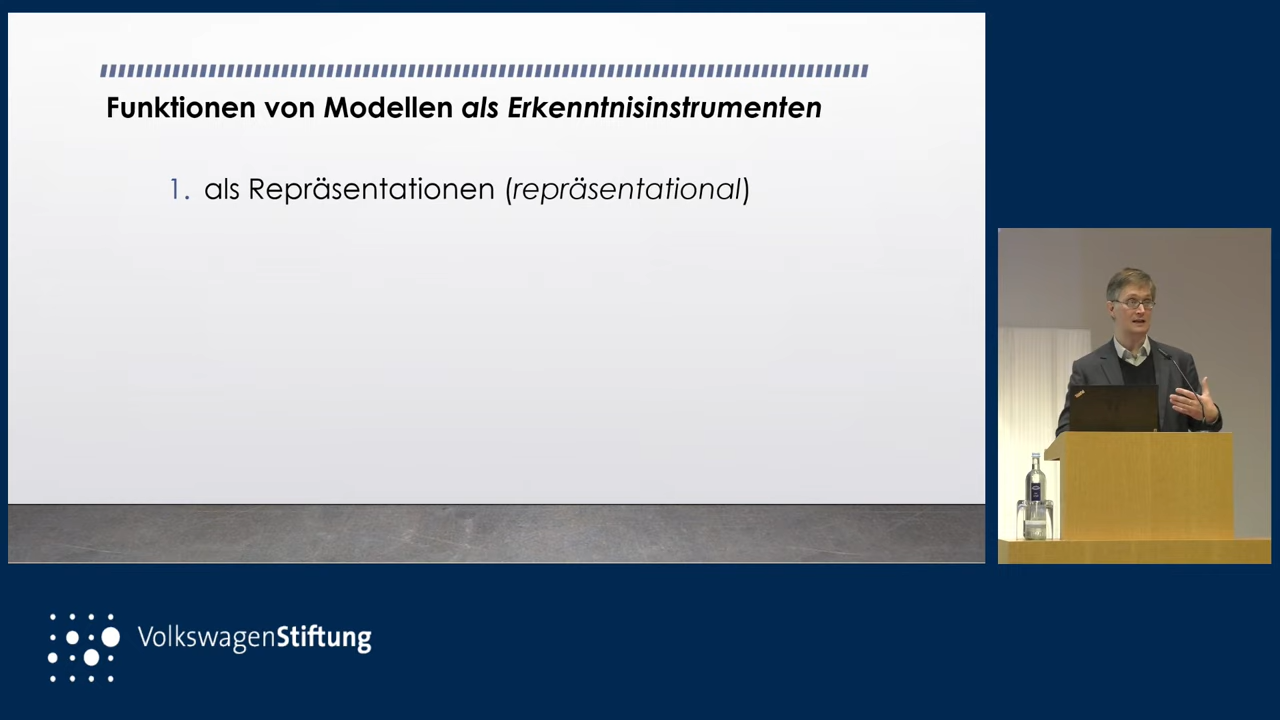 Funktionen von Modellen als Erkenntnisinstrumenten
1. als Repräsentationen (repräsentational)
VolkswagenStiftung